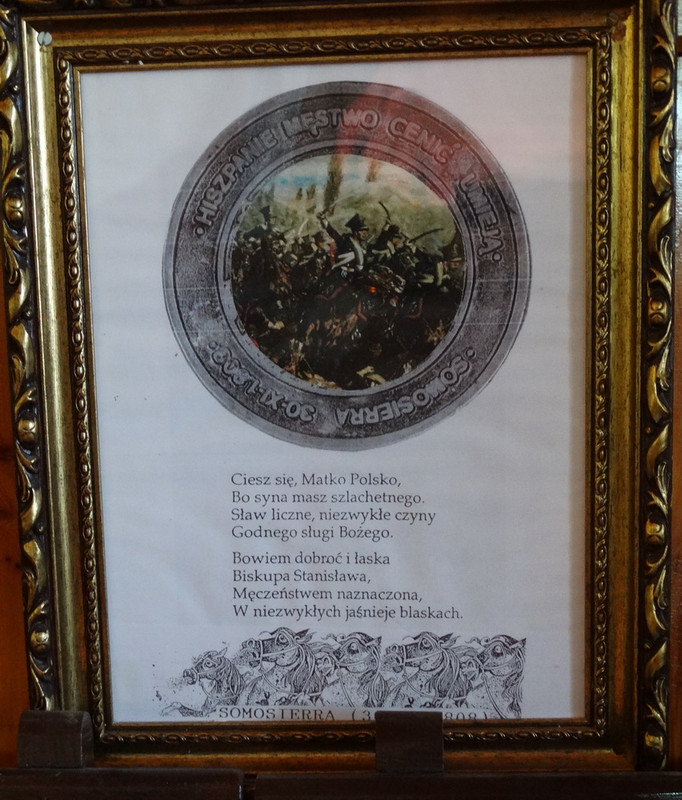 ·HISZPANIE MĘSTWO CENIĆ UMIEJĄ·
·SOMOSIERRA 30·XI·1808·
Ciesz się, Matko Polsko,
Bo syna masz szlachetnego.
Sław liczne, niezwykłe czyny
Godnego sługi Bożego.
Bowiem dobroć i łaska
Biskupa Stanisława,
Męczeństwem naznaczona,
W niezwykłych jaśnieje blaskach.
SOMOSIERRA